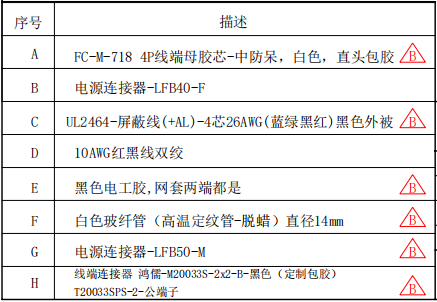 序号 描述
A FC-M-718 4P线端母胶芯-中防呆，白色，直头包胶 B
B 电源连接器-LFB40-F
C UL2464-屏蔽线(+AL)-4芯26AWG(蓝绿黑红)黑色外被 B
D 10AWG红黑线双绞
E 黑色电工胶,网套两端都是 B
F 白色玻纤管（高温定纹管-脱蜡）直径14mm B
G 电源连接器-LFB50-M B
H 线端连接器 鸿儒-M20033S-2x2-B-黑色（定制包胶）
T20033SPS-2-公端子 B